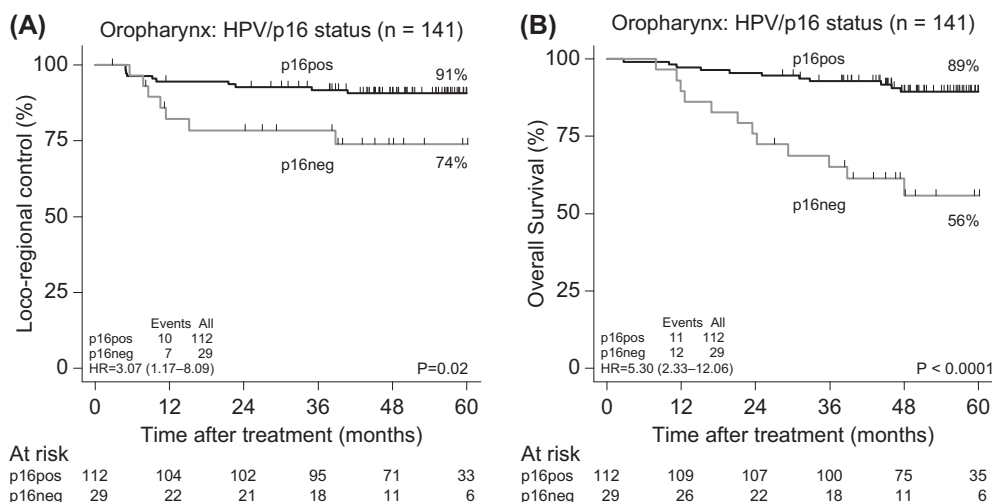 (A) Oropharynx: HPV/p16 status (n = 141)
Loco-regional control (%)
100
75
50
25
0
p16pos
91%
p16neg
74%
Events All
p16pos 10 112
p16neg 7 29
HR=3.07 (1.17–8.09)
P=0.02
0 12 24 36 48 60
Time after treatment (months)
At risk
p16pos 112 104 102 95 71 33
p16neg 29 22 21 18 11 6
(B) Oropharynx: HPV/p16 status (n = 141)
Overall Survival (%)
100
75
50
25
0
p16pos
89%
p16neg
56%
Events All
p16pos 11 112
p16neg 12 29
HR=5.30 (2.33–12.06)
P < 0.0001
0 12 24 36 48 60
Time after treatment (months)
At risk
p16pos 112 109 107 100 75 35
p16neg 29 26 22 18 11 6